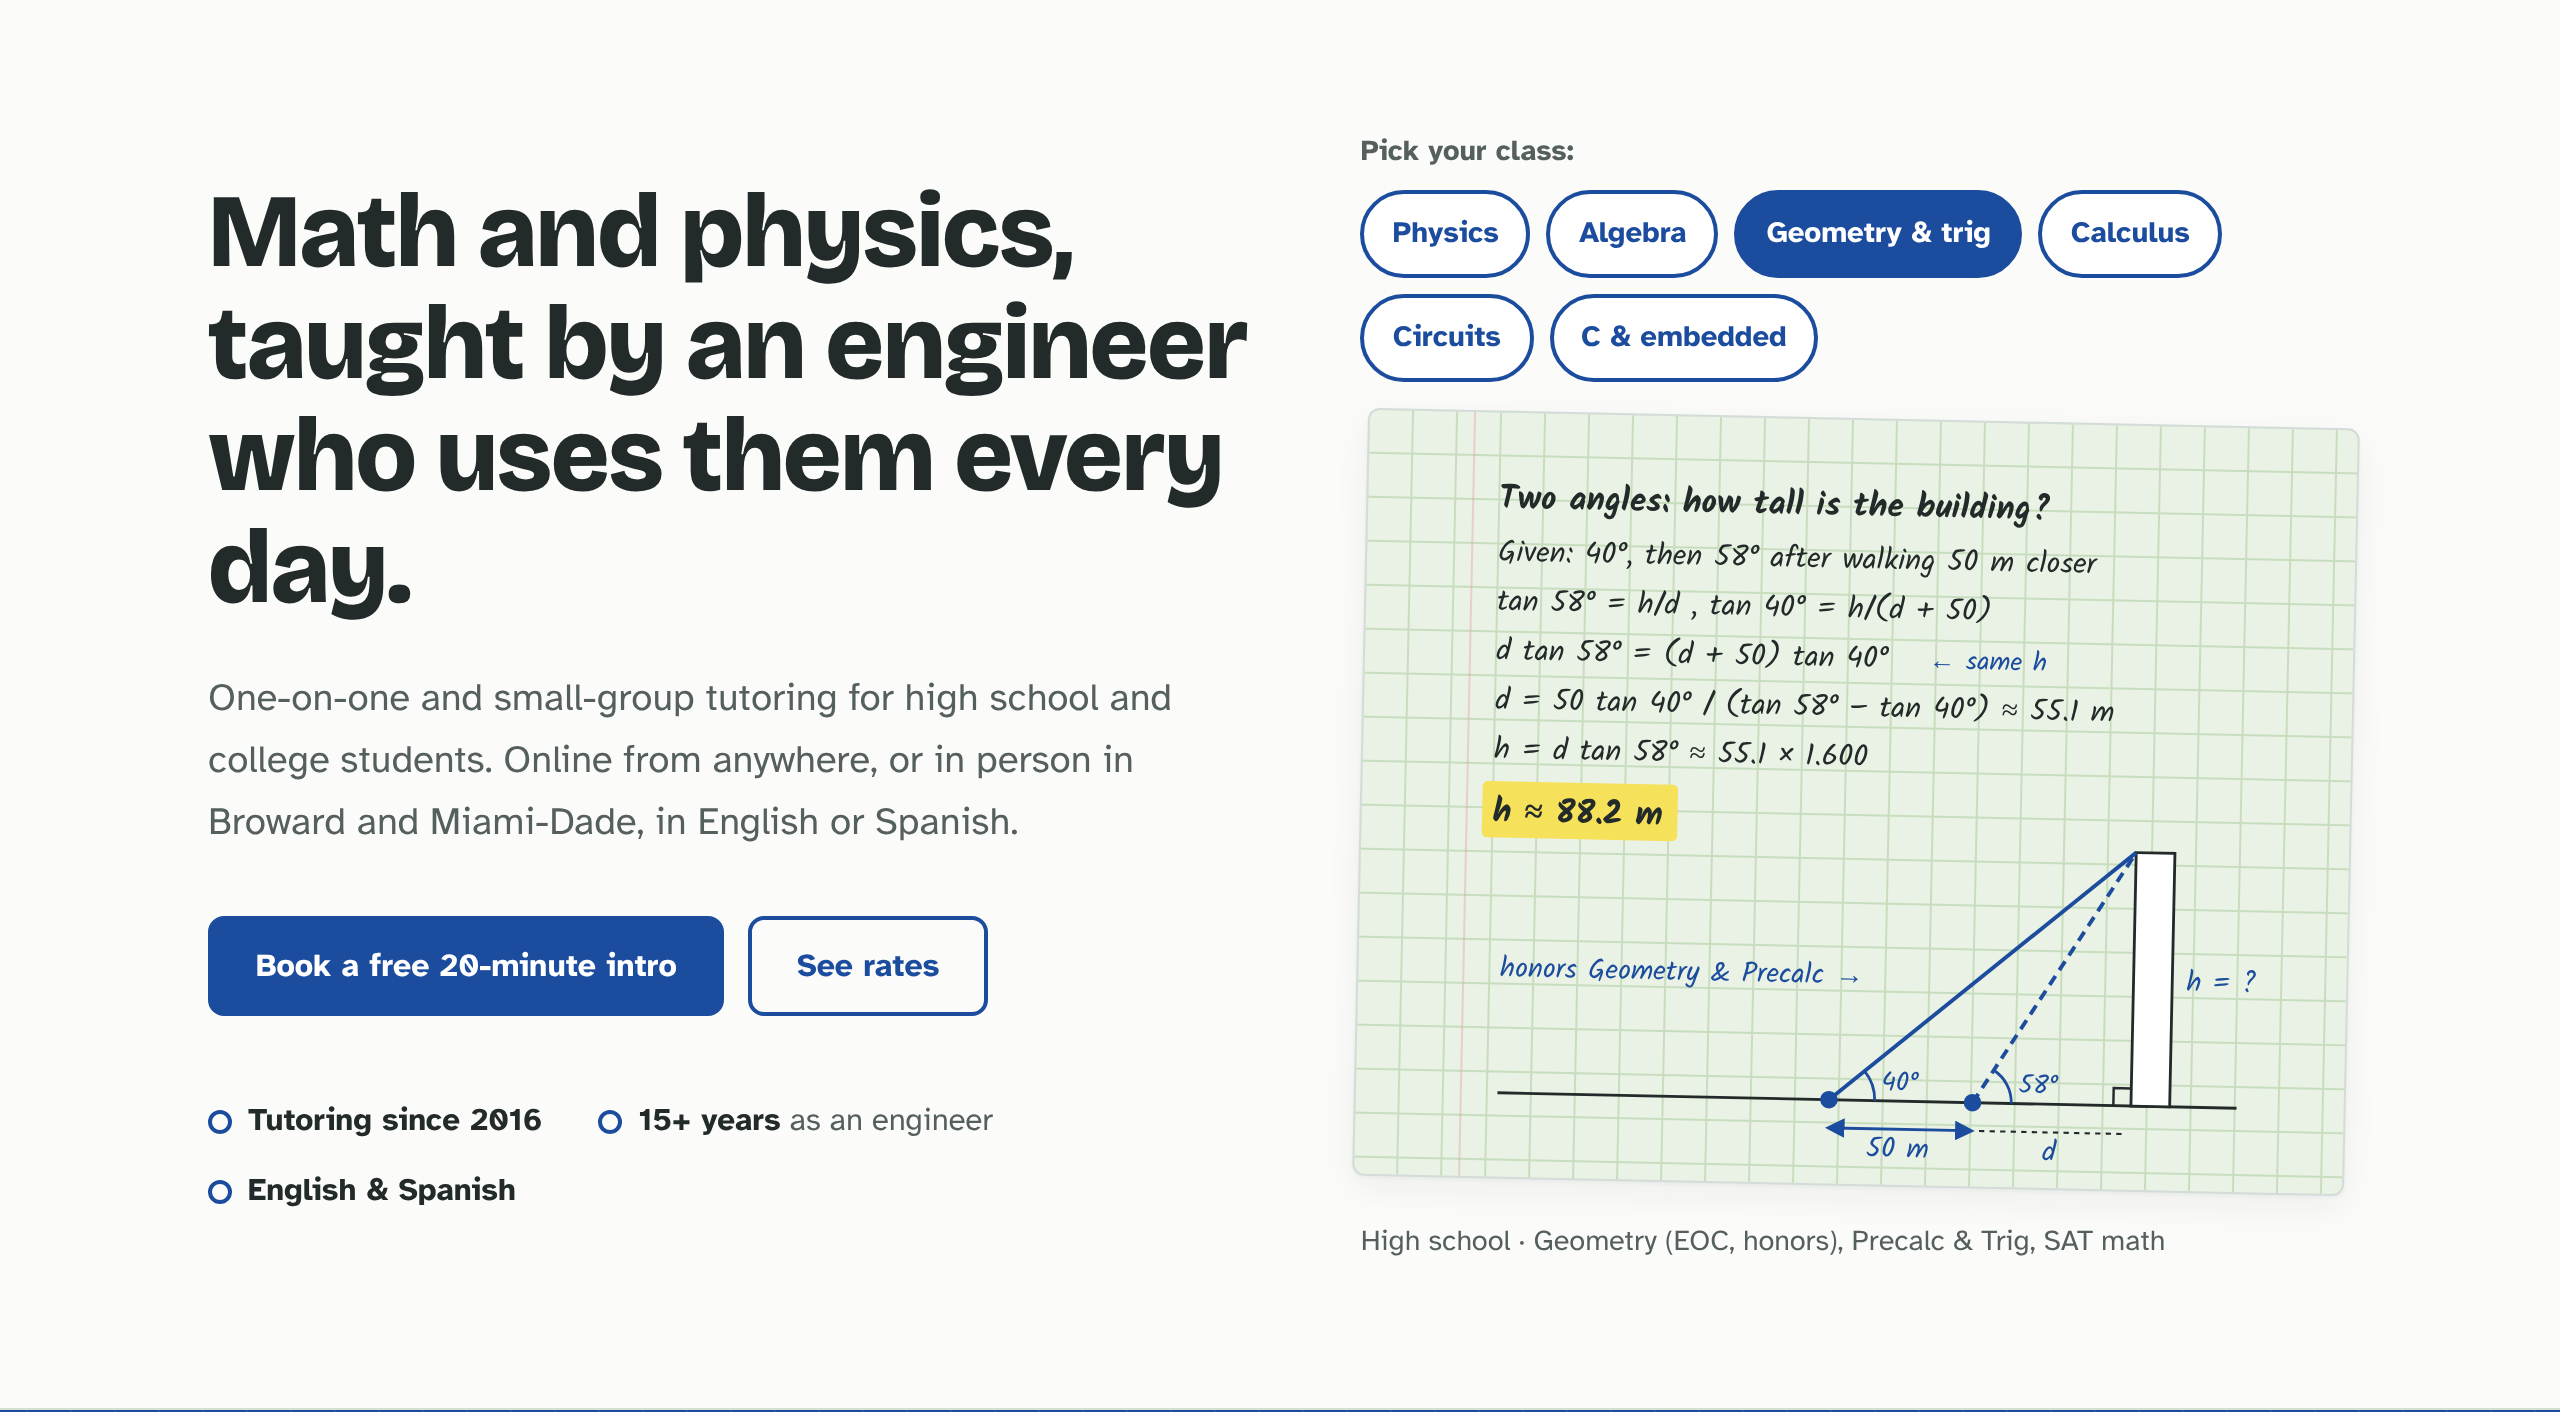 Math and physics,
taught by an engineer
who uses them every
day.
One-on-one and small-group tutoring for high school and
college students. Online from anywhere, or in person in
Broward and Miami-Dade, in English or Spanish.
Book a free 20-minute intro
See rates
Tutoring since 2016
15+ years as an engineer
English & Spanish
Pick your class:
Physics
Algebra
Geometry & trig
Calculus
Circuits
C & embedded
Two angles: how tall is the building?
Given: 40°, then 58° after walking 50 m closer
tan 58° = h/d , tan 40° = h/(d + 50)
d tan 58° = (d + 50) tan 40° ← same h
d = 50 tan 40° / (tan 58° − tan 40°) ≈ 55.1 m
h = d tan 58° ≈ 55.1 × 1.600
h ≈ 88.2 m
honors Geometry & Precalc →
h = ?
40°
58°
50 m
d
High school · Geometry (EOC, honors), Precalc & Trig, SAT math